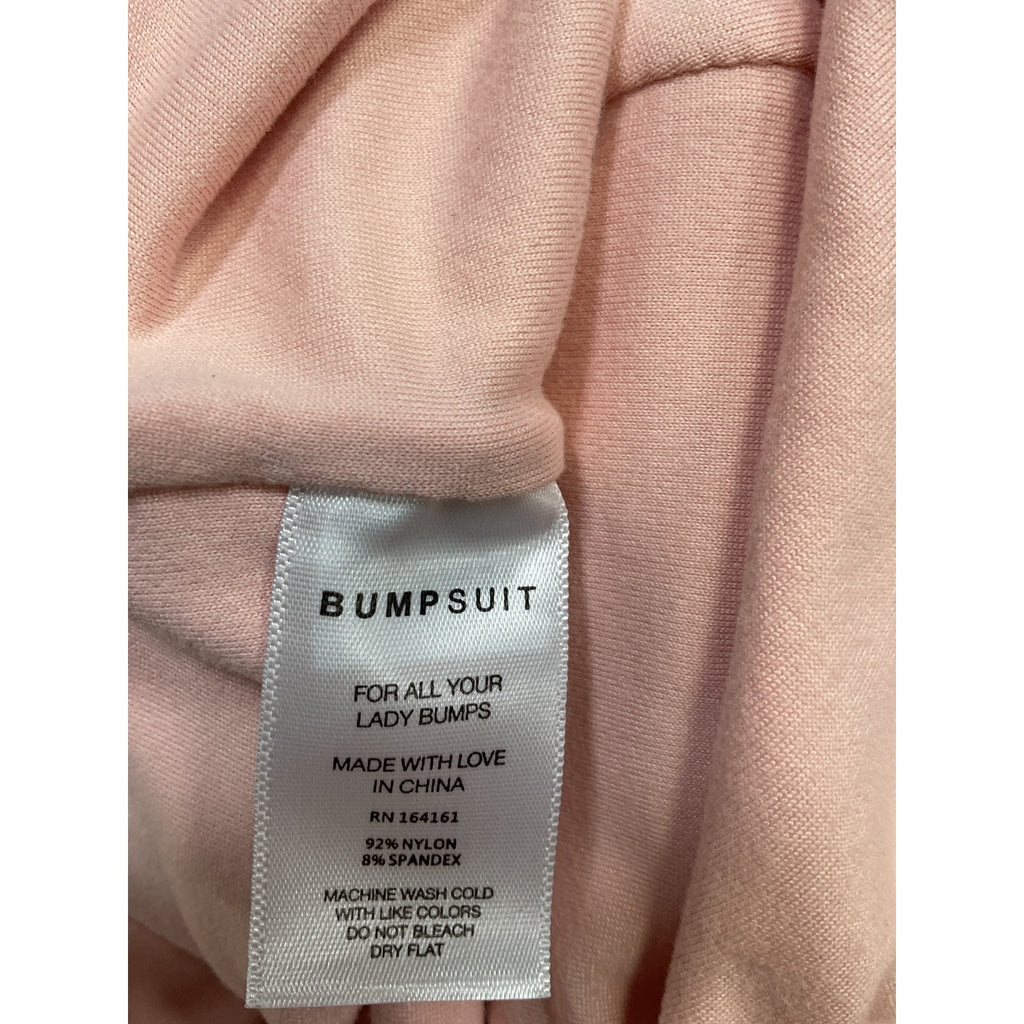 BUMPSUIT
FOR ALL YOUR
LADY BUMPS
MADE WITH LOVE
IN CHINA
RN 164161
92% NYLON
8% SPANDEX
MACHINE WASH COLD
WITH LIKE COLORS
DO NOT BLEACH
DRY FLAT